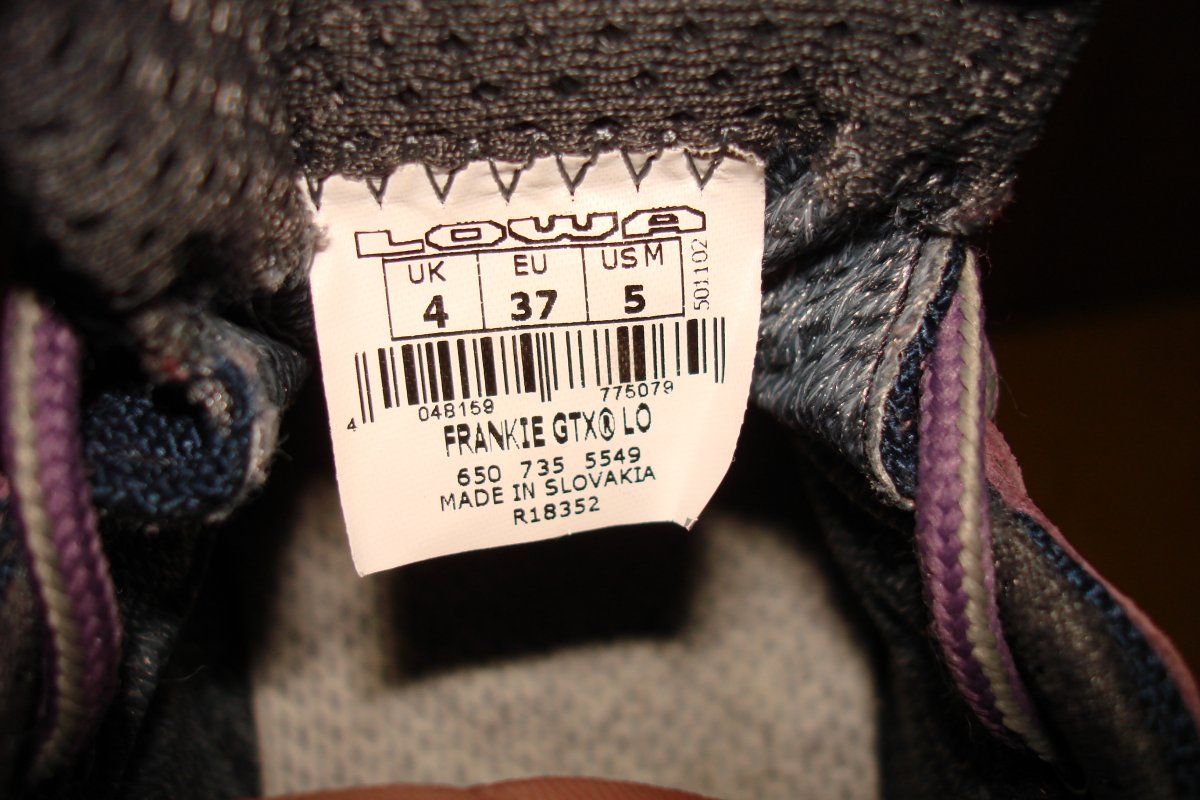 LOWA
UK EU US M
4 37 5
501102
4 048159 775079
FRANKIE GTX® LO
650 735 5549
MADE IN SLOVAKIA
R18352